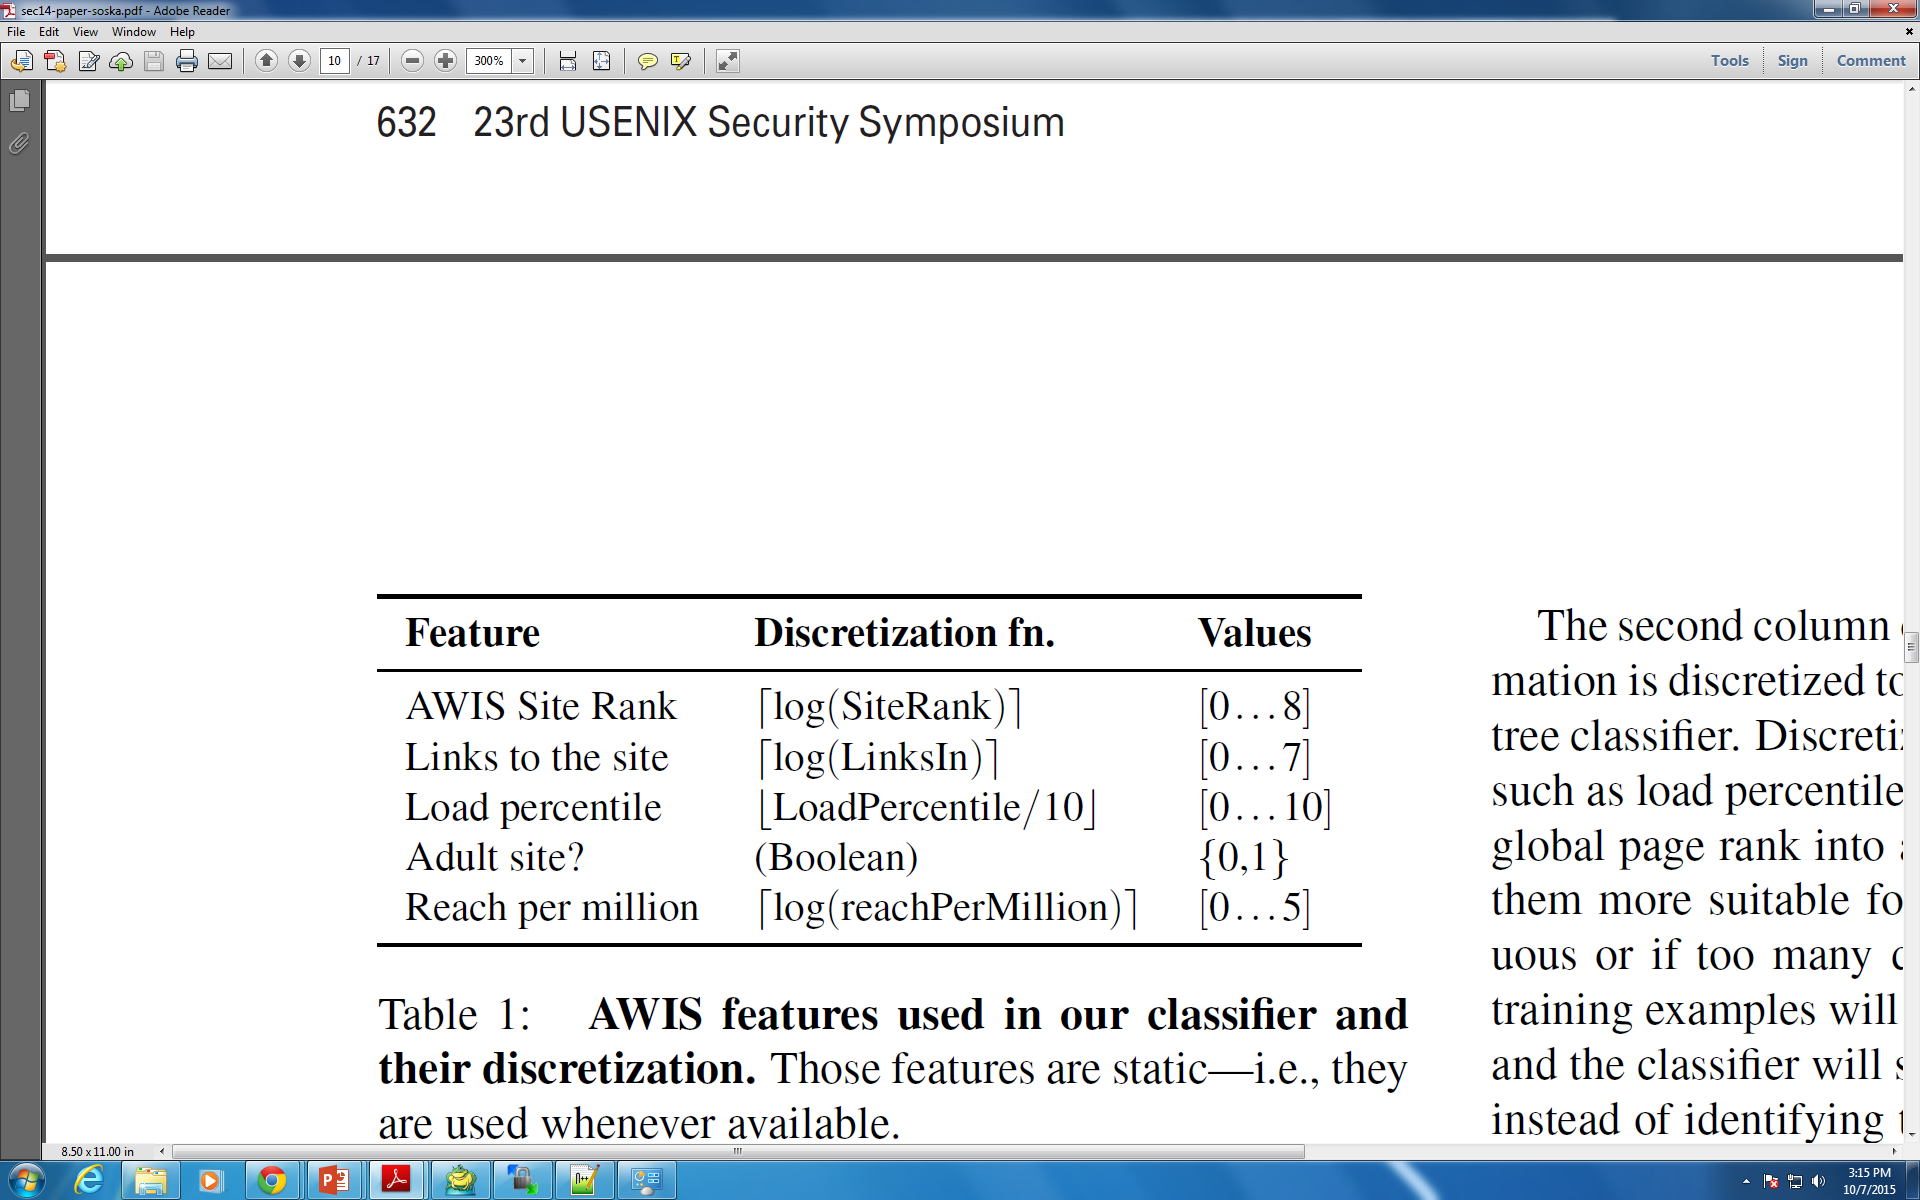 sec14-paper-soska.pdf - Adobe Reader
File Edit View Window Help
10 / 17 300% Tools Sign Comment
632 23rd USENIX Security Symposium
Feature Discretization fn. Values
AWIS Site Rank ⌈log(SiteRank)⌉ [0...8]
Links to the site ⌈log(LinksIn)⌉ [0...7]
Load percentile ⌊LoadPercentile/10⌋ [0...10]
Adult site? (Boolean) {0,1}
Reach per million ⌈log(reachPerMillion)⌉ [0...5]
Table 1: AWIS features used in our classifier and
their discretization. Those features are static—i.e., they
are used whenever available.
The second column
mation is discretized to
tree classifier. Discreti
such as load percentile
global page rank into
them more suitable fo
uous or if too many
training examples will
and the classifier will
instead of identifying
8.50 x 11.00 in
3:15 PM
10/7/2015